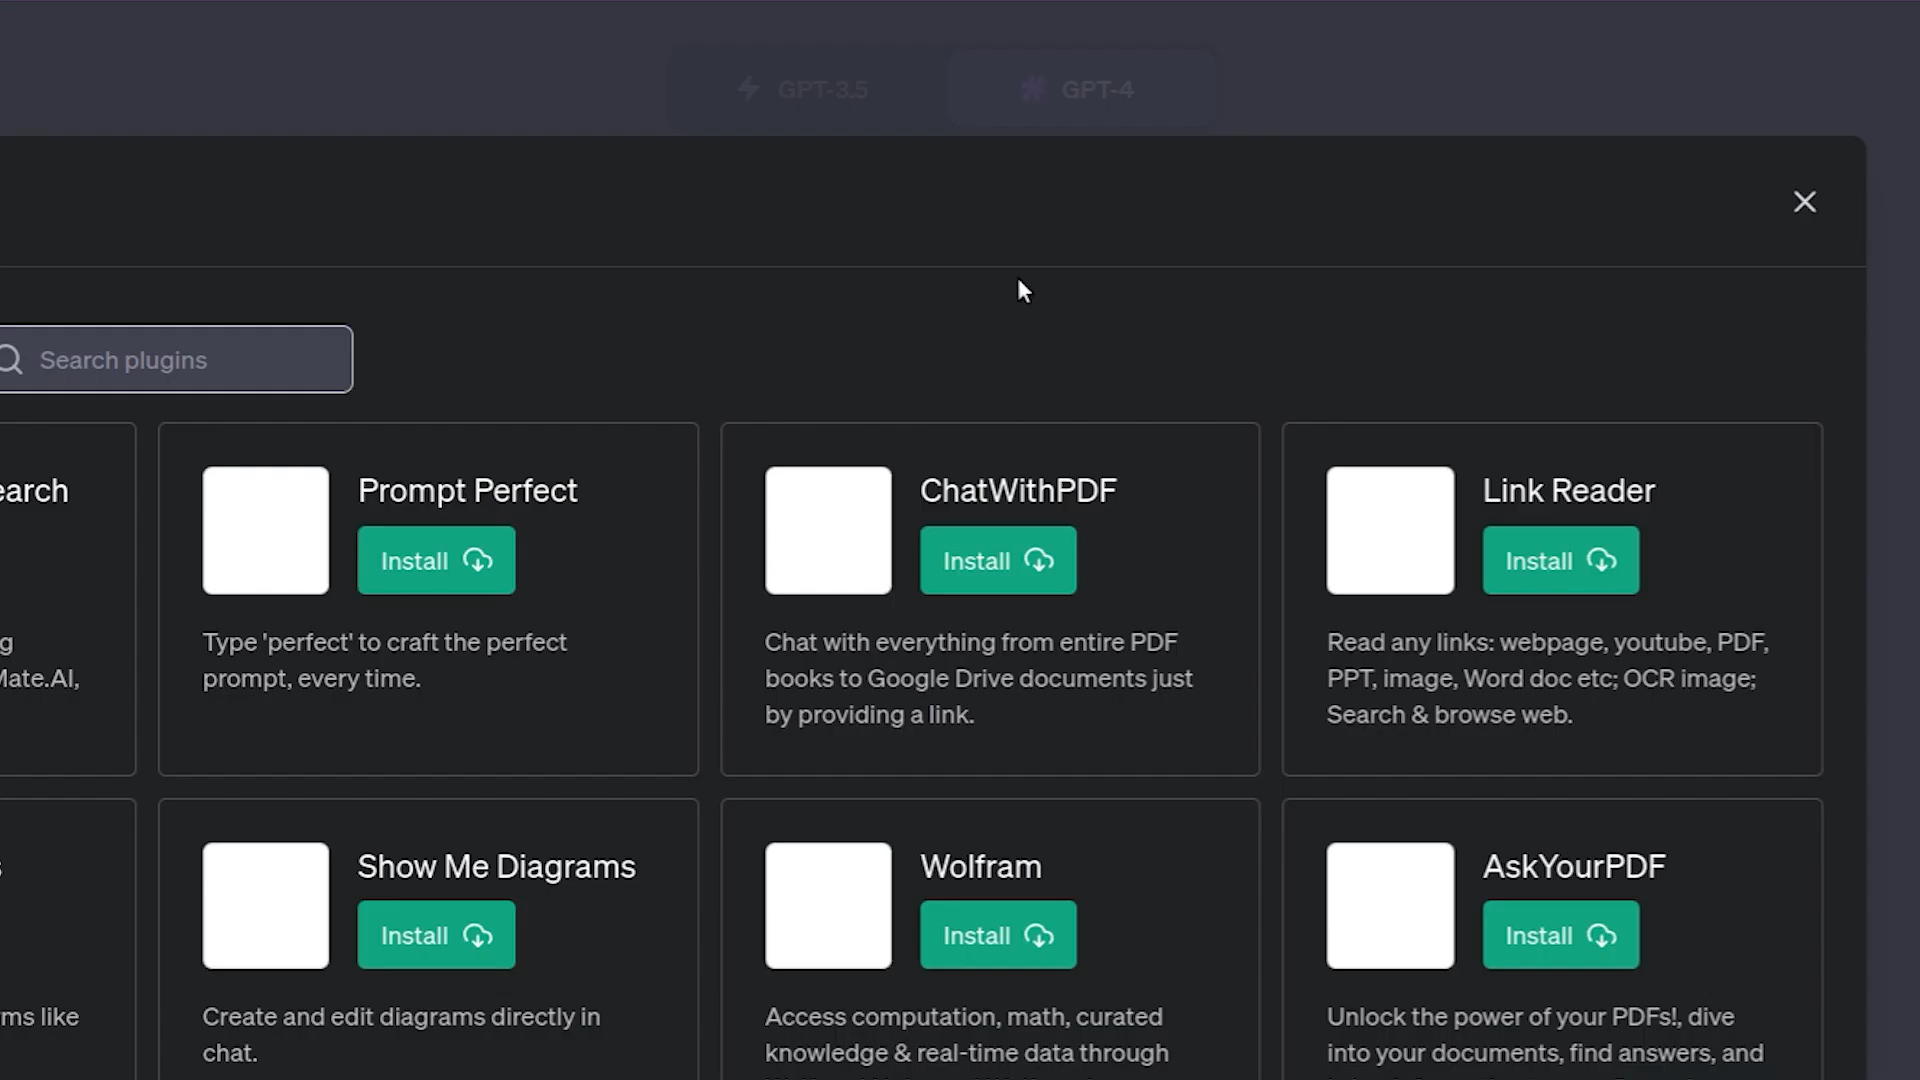 GPT-3.5
GPT-4
Search plugins
earch
Prompt Perfect
ChatWithPDF
Link Reader
Install
Install
Install
g
Mate.AI,
Type 'perfect' to craft the perfect
prompt, every time.
Chat with everything from entire PDF
books to Google Drive documents just
by providing a link.
Read any links: webpage, youtube, PDF,
PPT, image, Word doc etc; OCR image;
Search & browse web.
s
Show Me Diagrams
Wolfram
AskYourPDF
Install
Install
Install
ms like
Create and edit diagrams directly in
chat.
Access computation, math, curated
knowledge & real-time data through
Unlock the power of your PDFs!, dive
into your documents, find answers, and